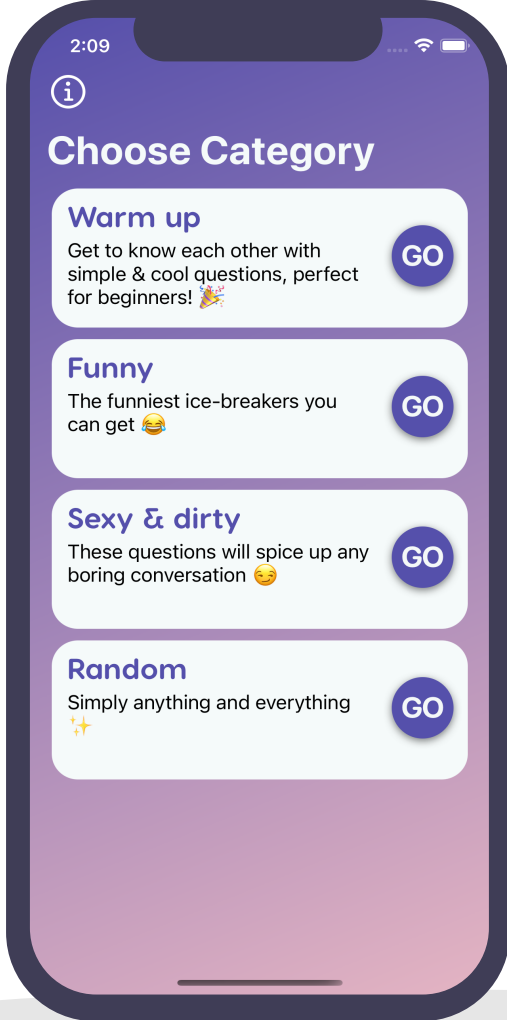 2:09
Choose Category
Warm up
Get to know each other with
simple & cool questions, perfect
for beginners! 🎉
GO
Funny
The funniest ice-breakers you
can get 😂
GO
Sexy & dirty
These questions will spice up any
boring conversation 😏
GO
Random
Simply anything and everything
✨
GO